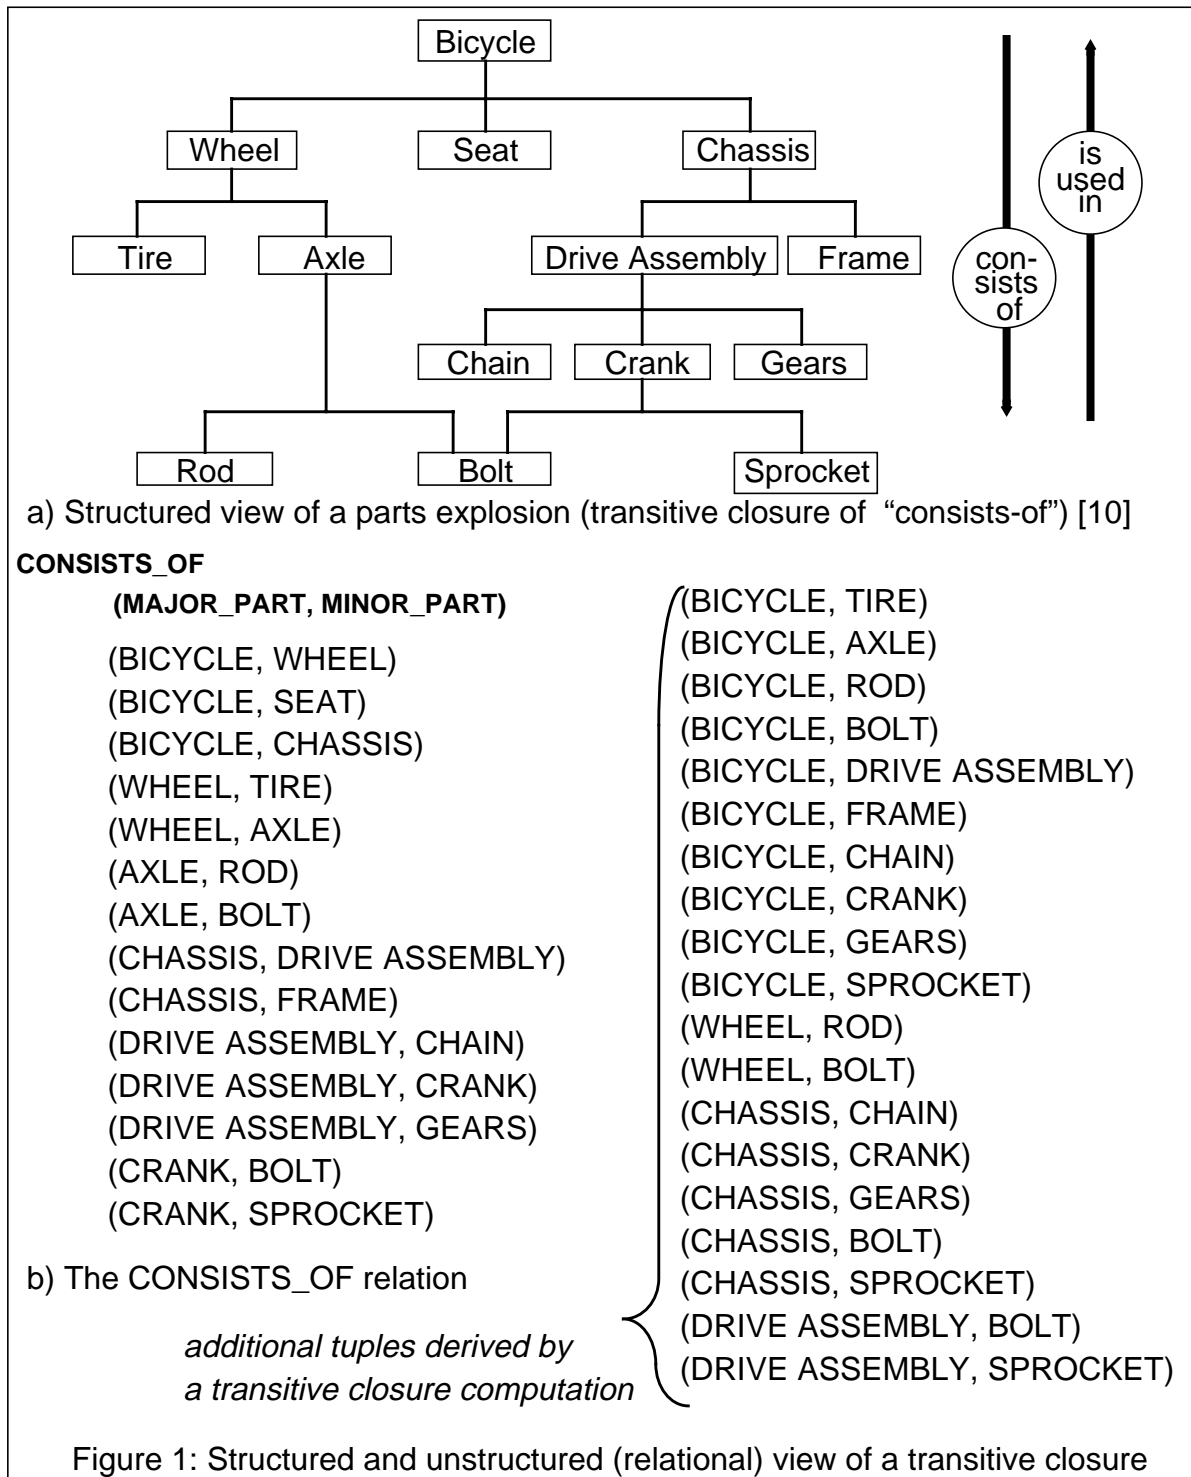 Bicycle
Wheel
Seat
Chassis
is
used
in
Tire
Axle
Drive Assembly
Frame
con-
sists
of
Chain
Crank
Gears
Rod
Bolt
Sprocket
a) Structured view of a parts explosion (transitive closure of “consists-of”) [10]
CONSISTS_OF
(MAJOR_PART, MINOR_PART)
(BICYCLE, WHEEL)
(BICYCLE, SEAT)
(BICYCLE, CHASSIS)
(WHEEL, TIRE)
(WHEEL, AXLE)
(AXLE, ROD)
(AXLE, BOLT)
(CHASSIS, DRIVE ASSEMBLY)
(CHASSIS, FRAME)
(DRIVE ASSEMBLY, CHAIN)
(DRIVE ASSEMBLY, CRANK)
(DRIVE ASSEMBLY, GEARS)
(CRANK, BOLT)
(CRANK, SPROCKET)
b) The CONSISTS_OF relation
additional tuples derived by
a transitive closure computation
(BICYCLE, TIRE)
(BICYCLE, AXLE)
(BICYCLE, ROD)
(BICYCLE, BOLT)
(BICYCLE, DRIVE ASSEMBLY)
(BICYCLE, FRAME)
(BICYCLE, CHAIN)
(BICYCLE, CRANK)
(BICYCLE, GEARS)
(BICYCLE, SPROCKET)
(WHEEL, ROD)
(WHEEL, BOLT)
(CHASSIS, CHAIN)
(CHASSIS, CRANK)
(CHASSIS, GEARS)
(CHASSIS, BOLT)
(CHASSIS, SPROCKET)
(DRIVE ASSEMBLY, BOLT)
(DRIVE ASSEMBLY, SPROCKET)
Figure 1: Structured and unstructured (relational) view of a transitive closure